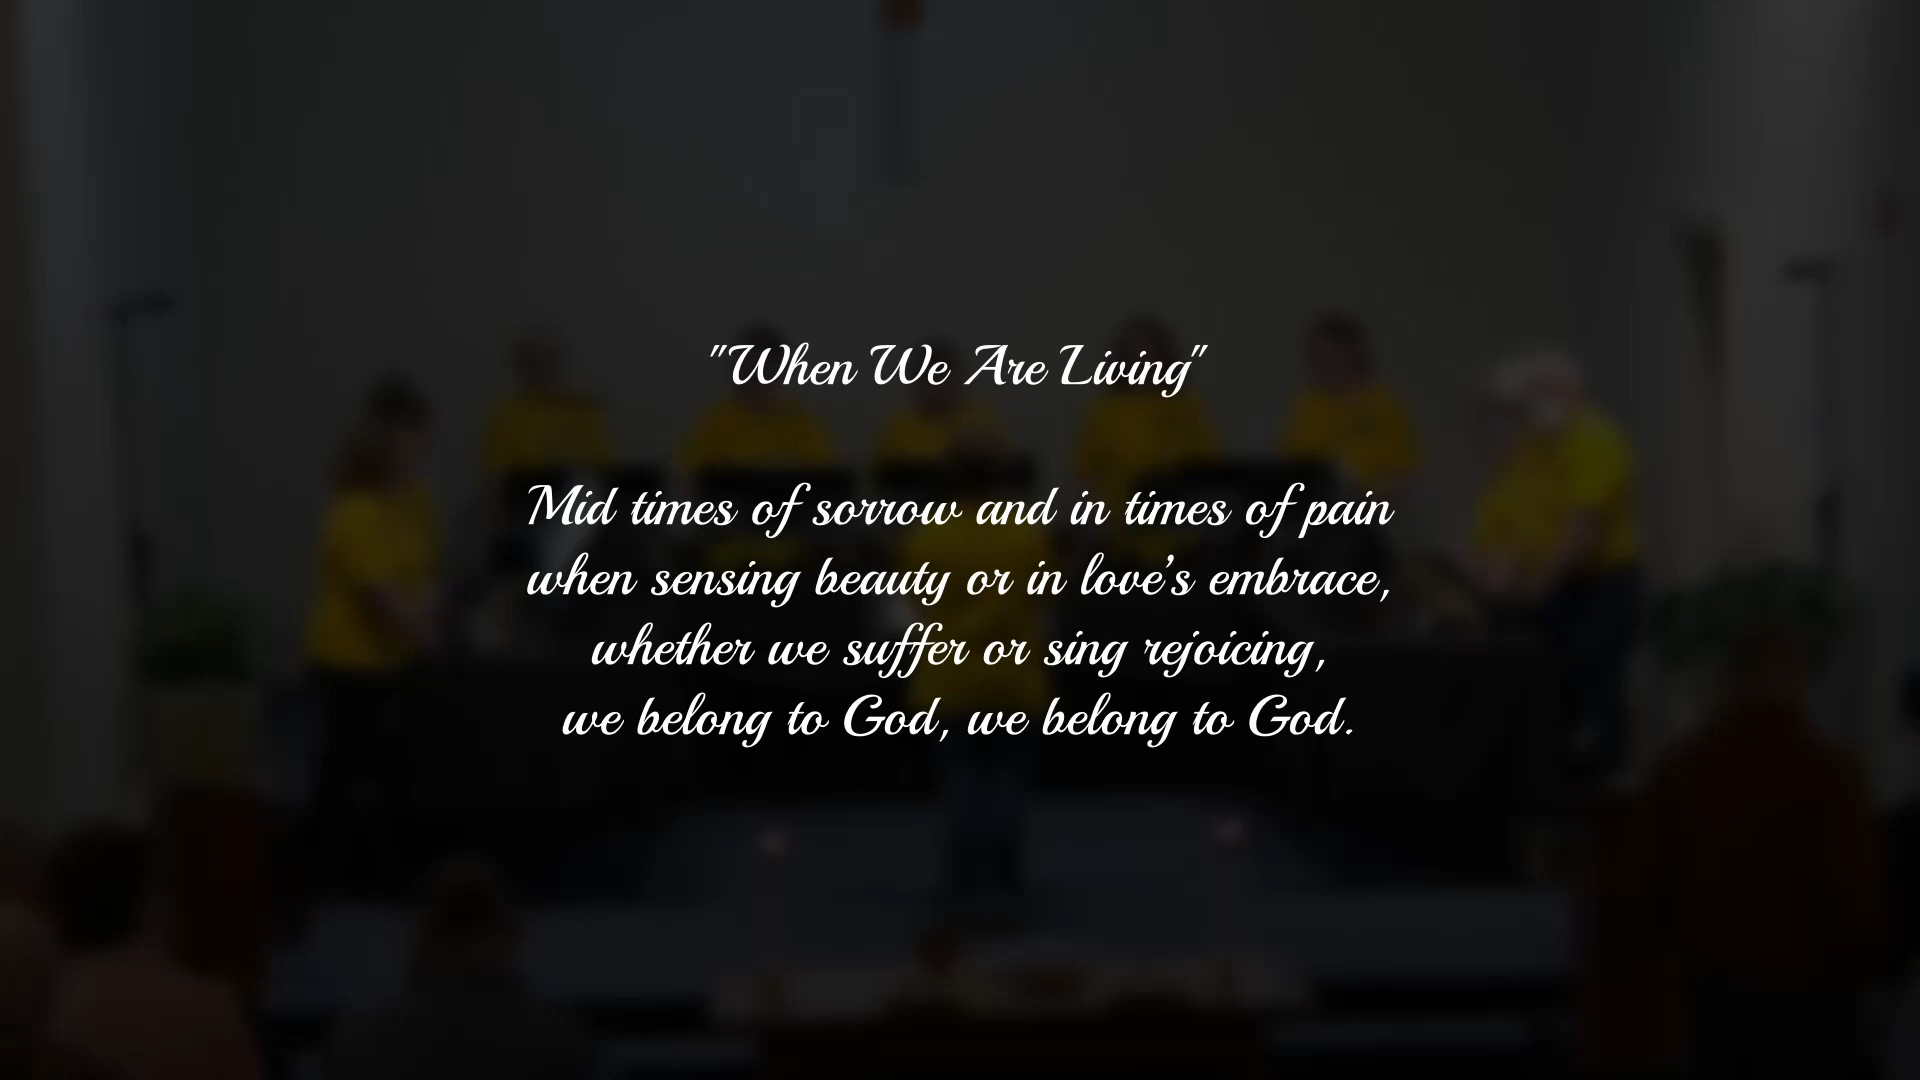 "When We Are Living"
Mid times of sorrow and in times of pain
when sensing beauty or in love's embrace,
whether we suffer or sing rejoicing,
we belong to God, we belong to God.